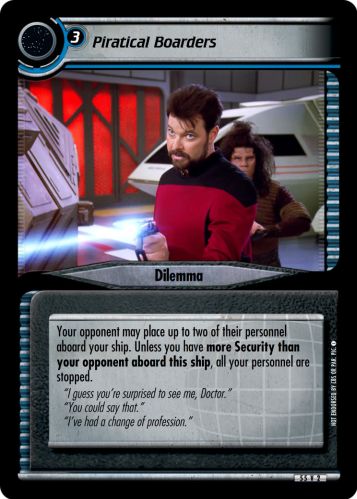 3
Piratical Boarders
Dilemma
Your opponent may place up to two of their personnel
aboard your ship. Unless you have more Security than
your opponent aboard this ship, all your personnel are
stopped.
"I guess you're surprised to see me, Doctor."
"You could say that."
"I've had a change of profession."
NOT ENDORSED BY CBS OR PAR. PIC.